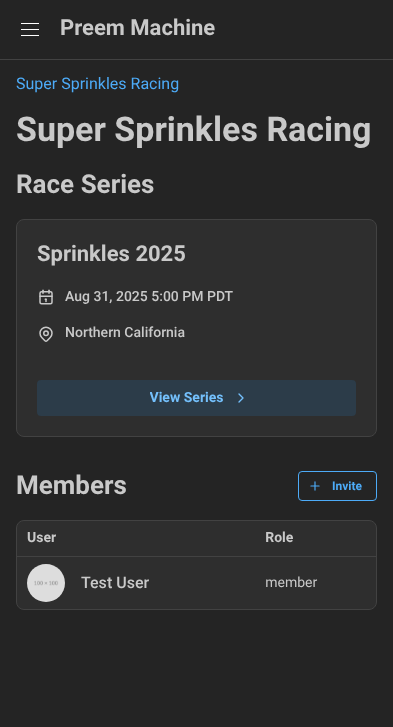 Preem Machine
Super Sprinkles Racing
Super Sprinkles Racing
Race Series
Sprinkles 2025
Aug 31, 2025 5:00 PM PDT
Northern California
View Series
Members
Invite
User Role
100 × 100 Test User member